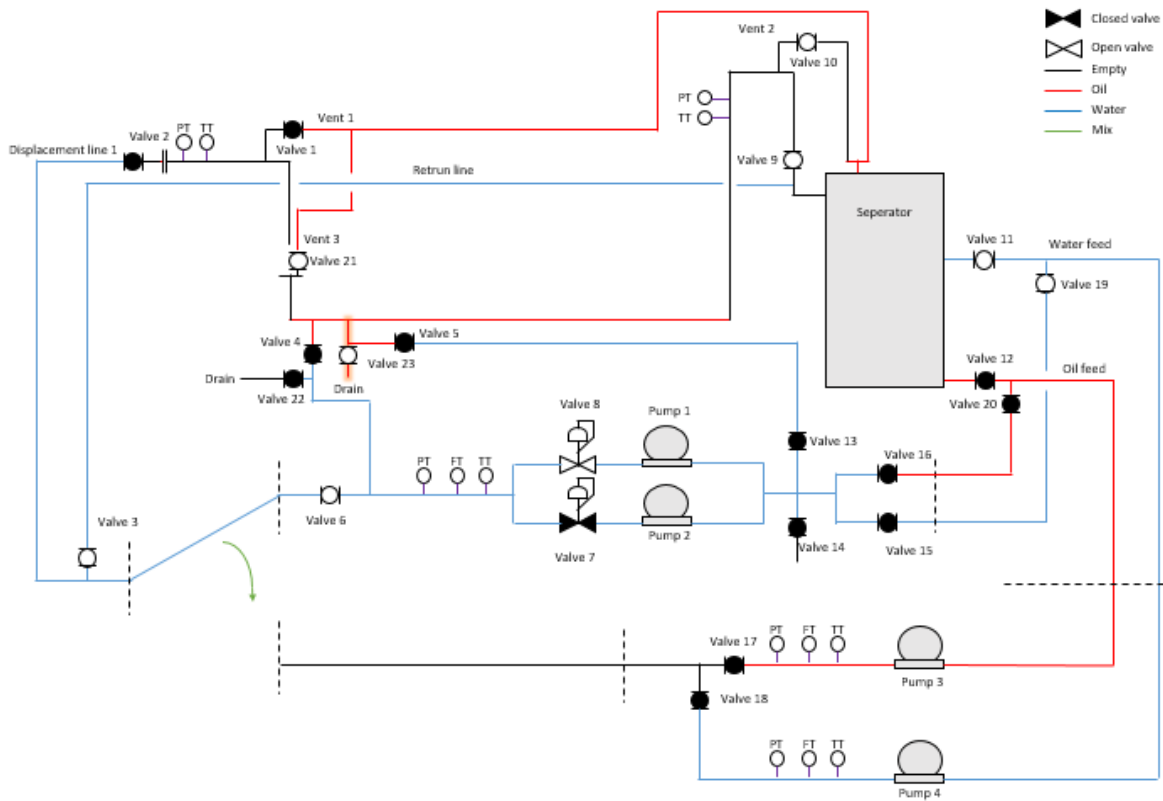 Closed valve
Open valve
Empty
Oil
Water
Mix
Vent 2
Valve 10
PT
TT
Vent 1
PT TT
Valve 2
Displacement line 1
Valve 1
Valve 9
Retrun line
Seperator
Vent 3
Valve 21
Valve 11
Water feed
Valve 19
Valve 4
Valve 5
Valve 23
Drain
Valve 22
Drain
Valve 12
Oil feed
Valve 20
Valve 8
Pump 1
Valve 13
Valve 16
PT FT TT
Valve 6
Pump 2
Valve 7
Valve 14
Valve 15
Valve 3
PT FT TT
Valve 17
Pump 3
Valve 18
PT FT TT
Pump 4